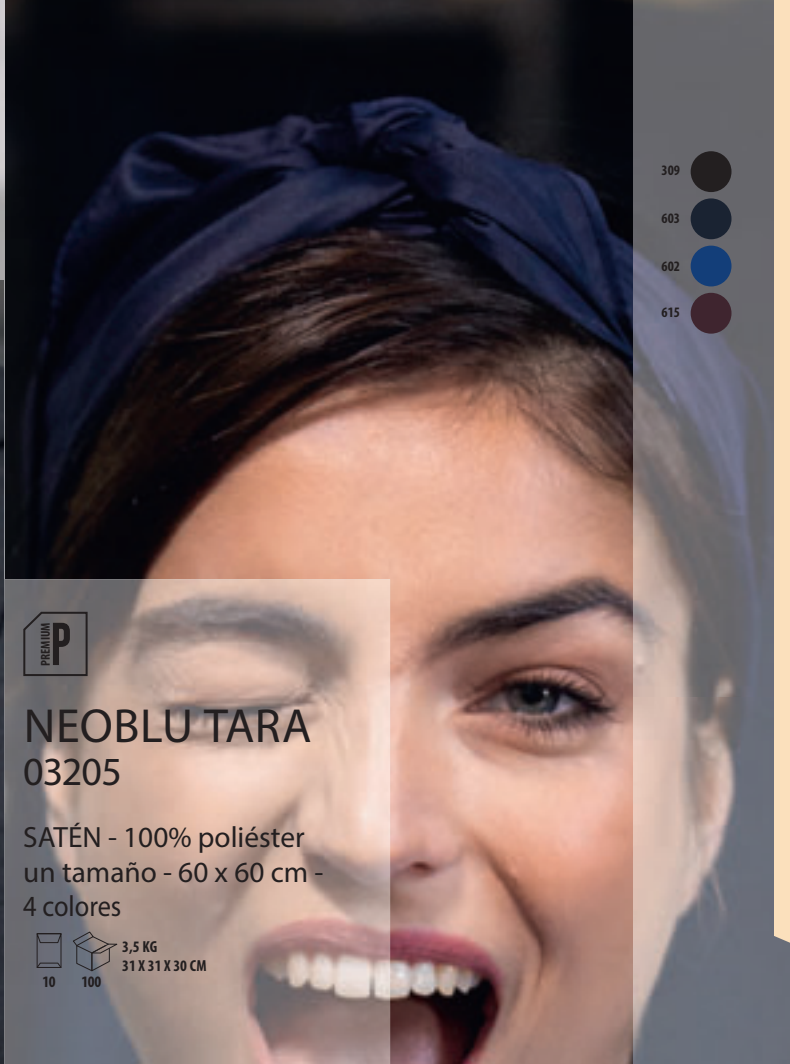 309
603
602
615
PREMIUM P
NEOBLU TARA
03205
SATÉN - 100% poliéster
un tamaño - 60 x 60 cm -
4 colores
3,5 KG
31 X 31 X 30 CM
10 100